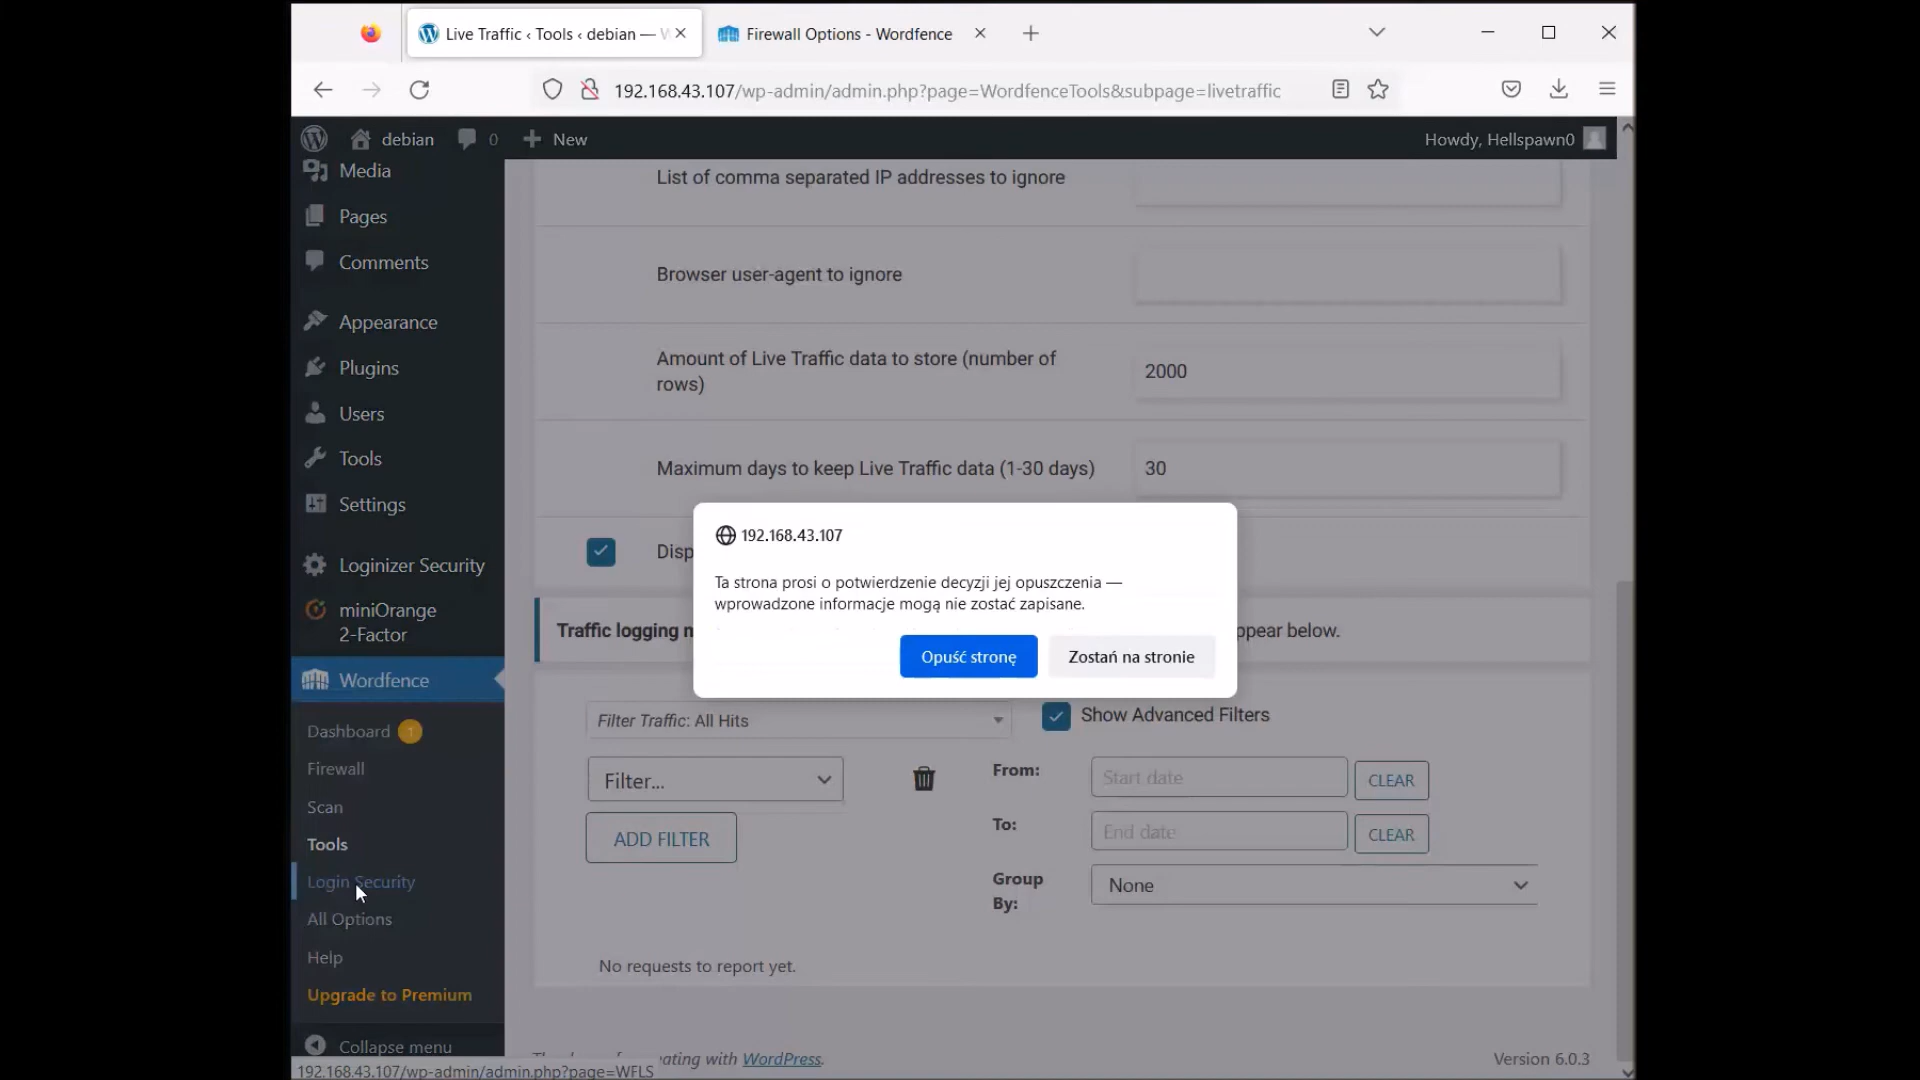 Live Traffic ‹ Tools ‹ debian —
Firewall Options - Wordfence
192.168.43.107/wp-admin/admin.php?page=WordfenceTools&subpage=livetraffic
debian
0
New
Howdy, Hellspawn0
Media
Pages
Comments
Appearance
Plugins
Users
Tools
Settings
Loginizer Security
miniOrange
2-Factor
Wordfence
Dashboard 1
Firewall
Scan
Tools
Login Security
All Options
Help
Upgrade to Premium
Collapse menu
List of comma separated IP addresses to ignore
Browser user-agent to ignore
Amount of Live Traffic data to store (number of
rows)
2000
Maximum days to keep Live Traffic data (1-30 days)
30
192.168.43.107
Ta strona prosi o potwierdzenie decyzji jej opuszczenia —
wprowadzone informacje mogą nie zostać zapisane.
Opuść stronę
Zostań na stronie
Traffic logging
below.
Filter Traffic: All Hits
Show Advanced Filters
Filter...
ADD FILTER
From:
Start date
CLEAR
To:
End date
CLEAR
Group
By:
None
No requests to report yet.
with WordPress.
Version 6.0.3
192.168.43.107/wp-admin/admin.php?page=WFLS